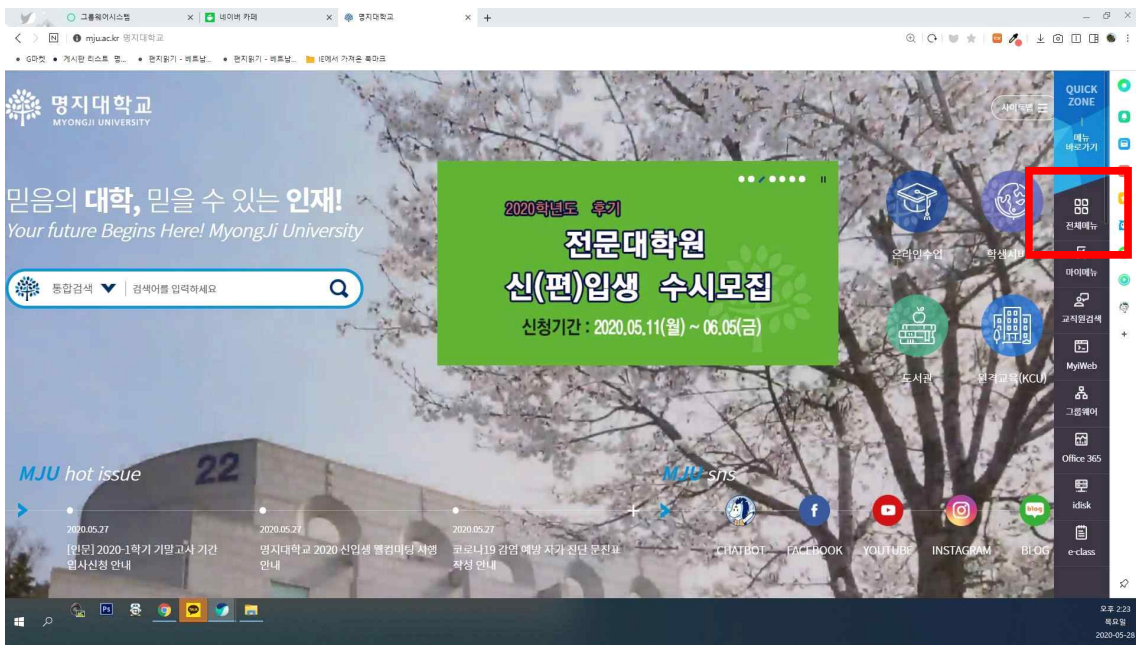 그룹웨어시스템
네이버 카페
명지대학교
mju.ac.kr 명지대학교
G마켓
게시판 리스트 명...
편지읽기 - 비트남...
편지읽기 - 비트남...
IE에서 가져온 북마크
명지대학교
MYONGJI UNIVERSITY
사이트맵
QUICK
ZONE
메뉴
바로가기
믿음의 대학, 믿을 수 있는 인재!
Your future Begins Here! MyongJi University
통합검색
검색어를 입력하세요
2020학년도 후기
전문대학원
신(편)입생 수시모집
신청기간 : 2020.05.11(월) ~ 06.05(금)
온라인수업
학생서비
도서관
원격교육(KCU)
전체메뉴
마이메뉴
교직원검색
MyiWeb
그룹웨어
Office 365
idisk
e-class
22
MJU hot issue
2020.05.27
[인문] 2020-1학기 기말고사 기간
입사신청 안내
2020.05.27
명지대학교 2020 신입생 웰컴미팅 시행
안내
2020.05.27
코로나19 감염 예방 자가 진단 문진표
작성 안내
MJU sns
CHATBOT
FACEBOOK
YOUTUBE
INSTAGRAM
blog
BLOG
Ps
오후 2:23
목요일
2020-05-28